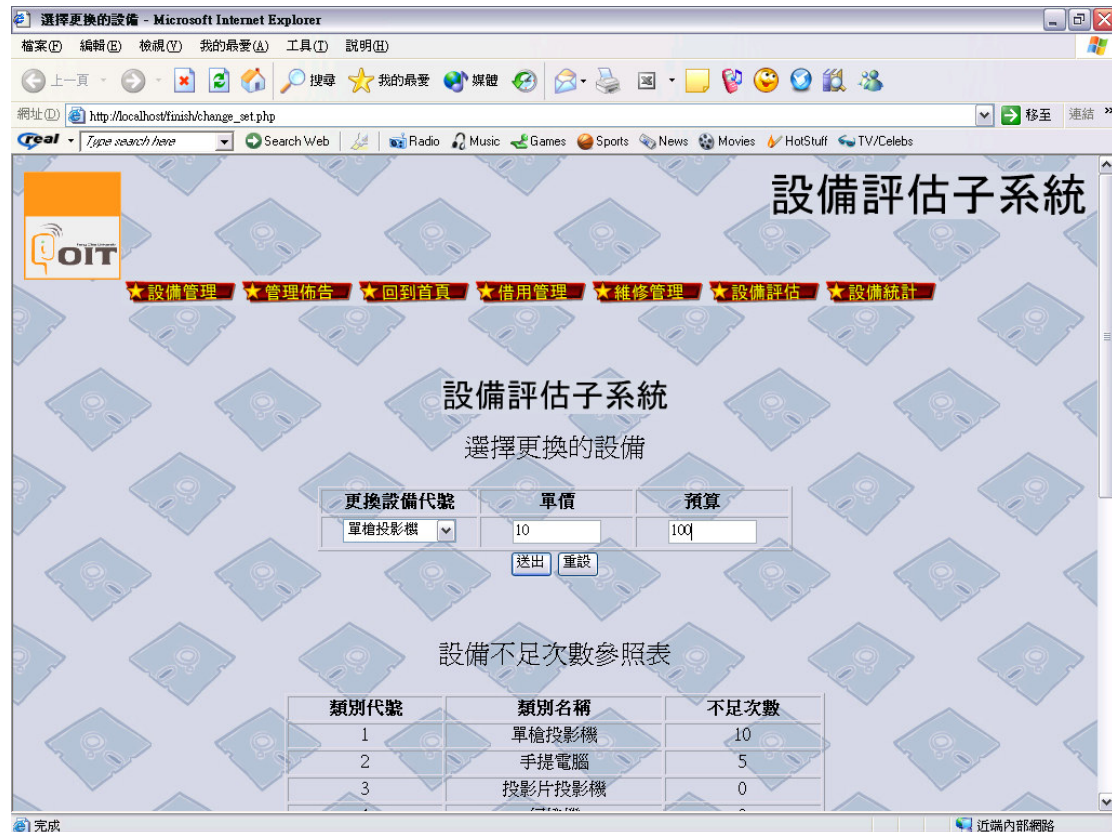 選擇更換的設備 - Microsoft Internet Explorer
檔案(F) 編輯(E) 檢視(V) 我的最愛(A) 工具(T) 說明(H)
上一頁 搜尋 我的最愛 媒體
網址(D) http://localhost/finish/change_set.php 移至 連結 »
real Type search here Search Web Radio Music Games Sports News Movies HotStuff TV/Celebs
設備評估子系統
OIT
設備管理 管理佈告 回到首頁 借用管理 維修管理 設備評估 設備統計
設備評估子系統
選擇更換的設備
更換設備代號 單價 預算
單槍投影機 10 100
送出 重設
設備不足次數參照表
類別代號 類別名稱 不足次數
1 單槍投影機 10
2 手提電腦 5
3 投影片投影機 0
完成 近端內部網路